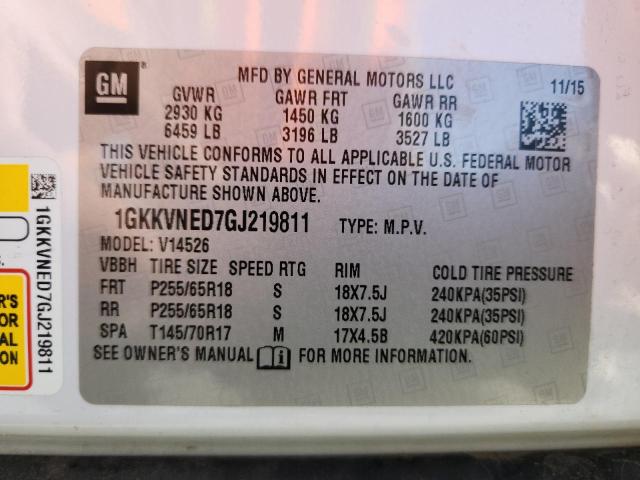 GM
MFD BY GENERAL MOTORS LLC
11/15
GVWR GAWR FRT GAWR RR
2930 KG 1450 KG 1600 KG
6459 LB 3196 LB 3527 LB
THIS VEHICLE CONFORMS TO ALL APPLICABLE U.S. FEDERAL MOTOR
VEHICLE SAFETY STANDARDS IN EFFECT ON THE DATE OF
MANUFACTURE SHOWN ABOVE.
1GKKVNED7GJ219811 TYPE: M.P.V.
MODEL: V14526
VBBH TIRE SIZE SPEED RTG RIM COLD TIRE PRESSURE
FRT P255/65R18 S 18X7.5J 240KPA(35PSI)
RR P255/65R18 S 18X7.5J 240KPA(35PSI)
SPA T145/70R17 M 17X4.5B 420KPA(60PSI)
SEE OWNER'S MANUAL FOR MORE INFORMATION.
1GKKVNED7GJ219811
ER'S
OR
AL
ION